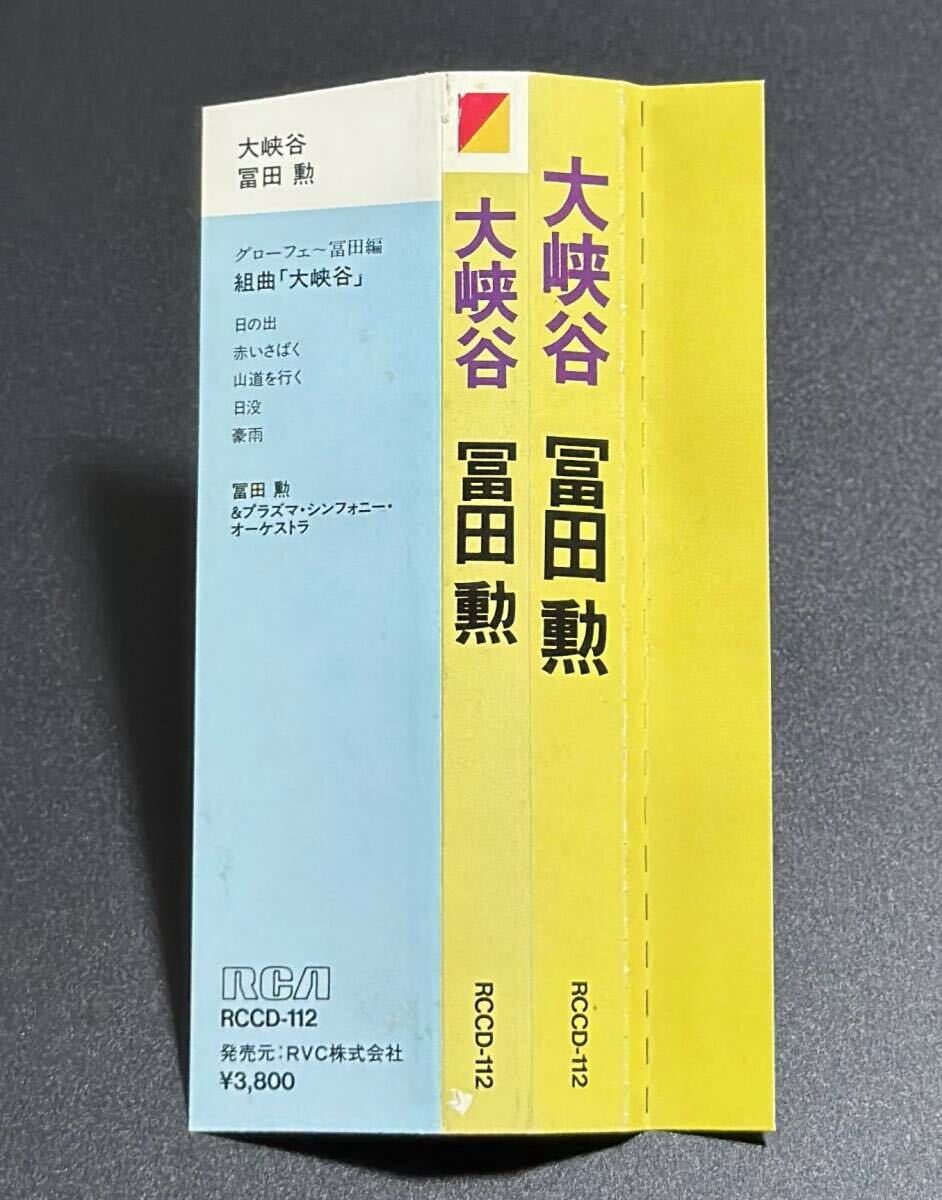 大峡谷
冨田 勲
グローフェ～冨田編
組曲「大峡谷」
日の出
赤いさばく
山道を行く
日没
豪雨
冨田 勲
&プラズマ・シンフォニー・
オーケストラ
RCA
RCCD-112
発売元:RVC株式会社
¥3,800
大峡谷 冨田 勲
RCCD-112
大峡谷 冨田 勲
RCCD-112